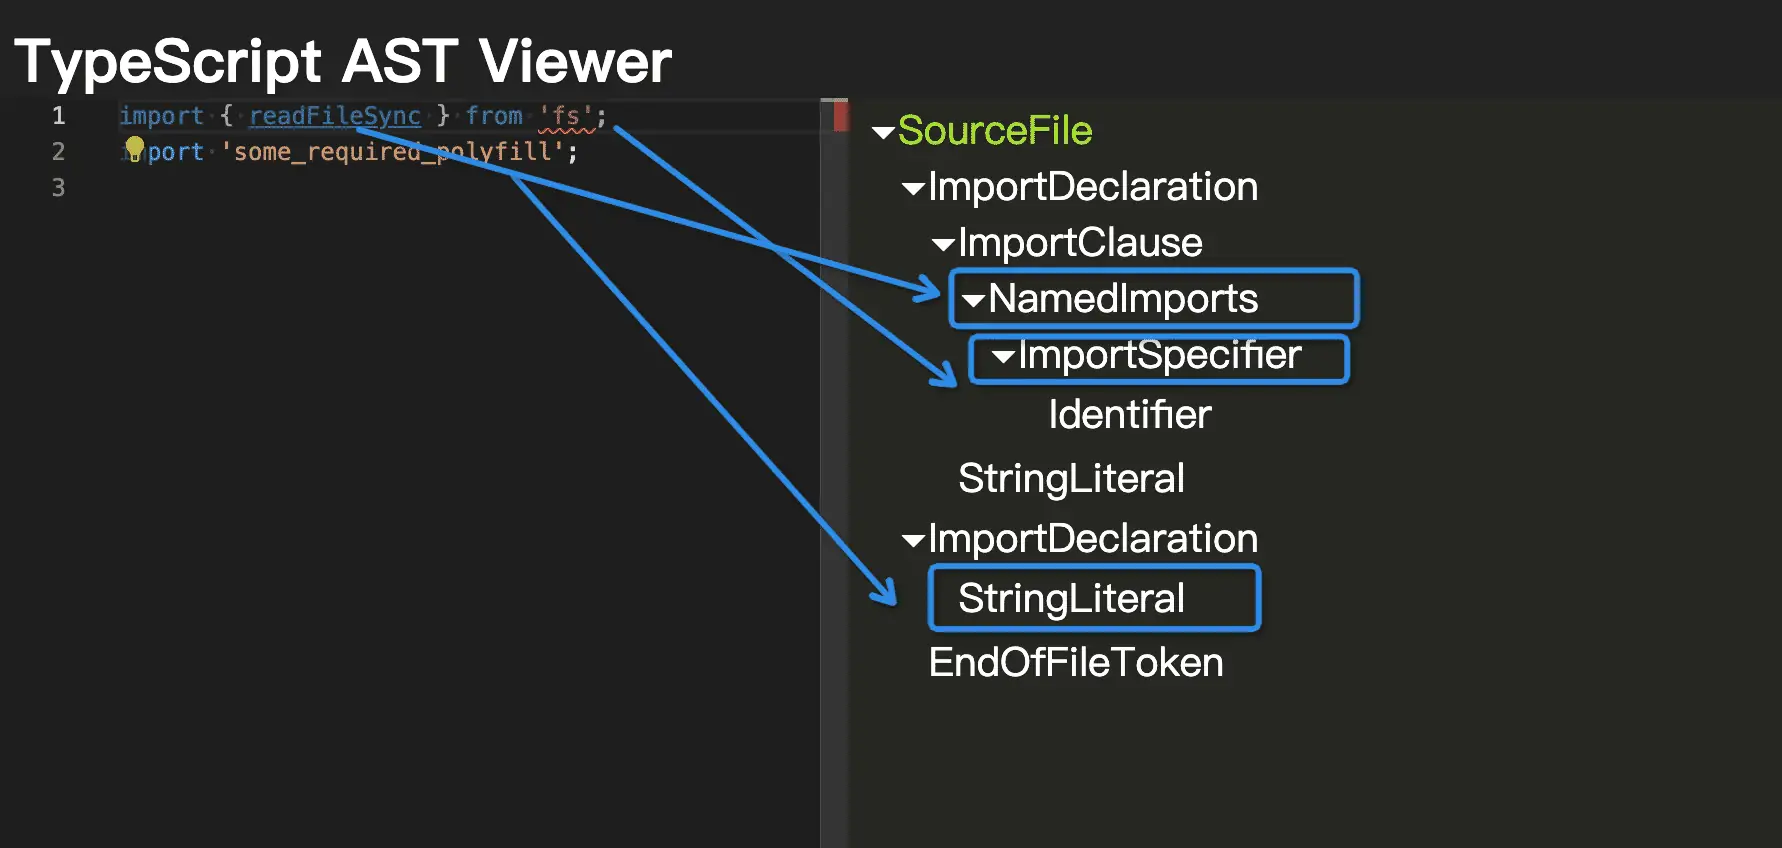 TypeScript AST Viewer
1 import { readFileSync } from 'fs';
2 import 'some_required_polyfill';
3
SourceFile
ImportDeclaration
ImportClause
NamedImports
ImportSpecifier
Identifier
StringLiteral
ImportDeclaration
StringLiteral
EndOfFileToken